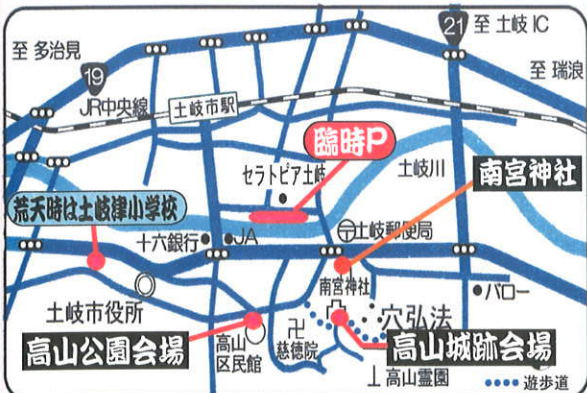 21
至 土岐IC
至 多治見
19
至 瑞浪
JR中央線
土岐市駅
臨時P
セラトピア土岐
土岐川
南宮神社
荒天時は土岐津小学校
十六銀行
JA
土岐郵便局
南宮神社
バロー
土岐市役所
穴弘法
高山公園会場
高山区民館
慈徳院
高山城跡会場
高山霊園
遊歩道